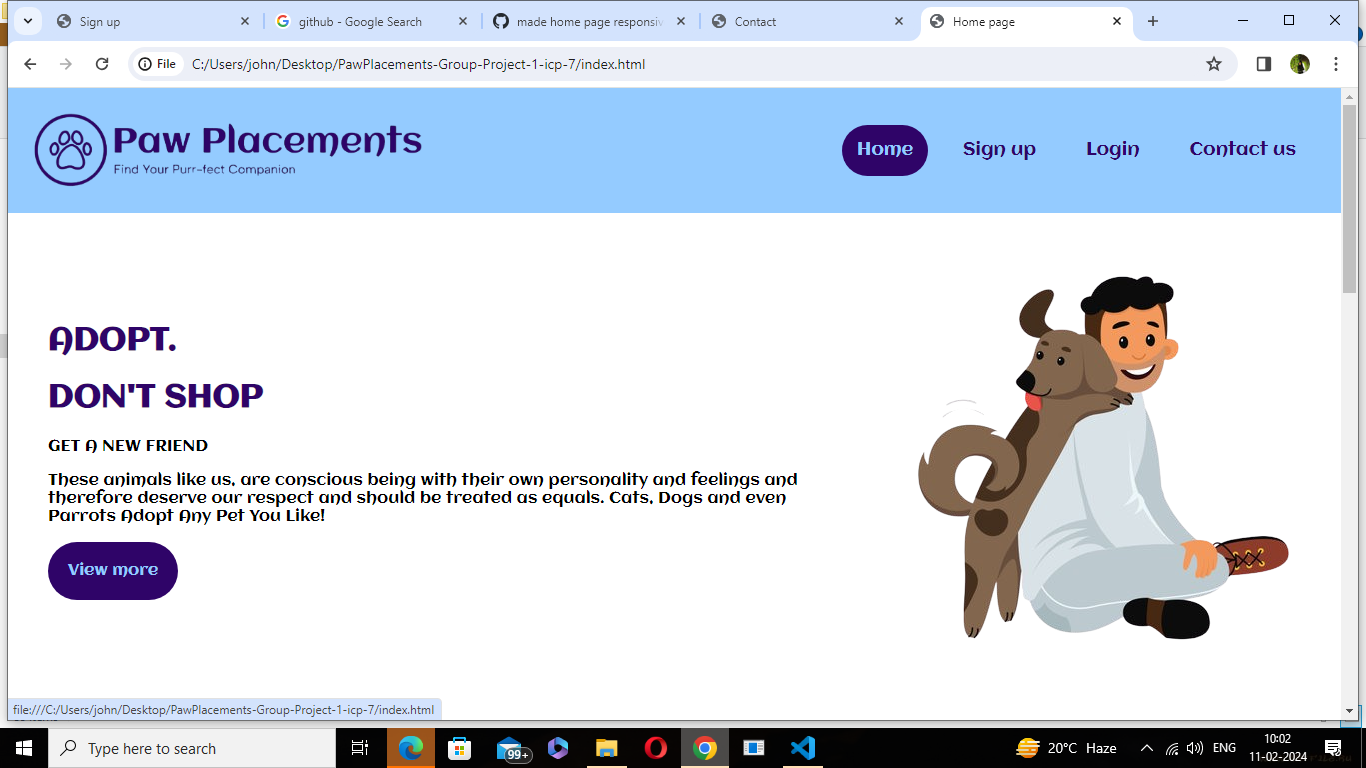 Sign up
github - Google Search
made home page responsiv
Contact
Home page
File
C:/Users/john/Desktop/PawPlacements-Group-Project-1-icp-7/index.html
Paw Placements
Find Your Purr-fect Companion
Home
Sign up
Login
Contact us
ADOPT.
DON'T SHOP
GET A NEW FRIEND
These animals like us, are conscious being with their own personality and feelings and
therefore deserve our respect and should be treated as equals. Cats, Dogs and even
Parrots Adopt Any Pet You Like!
View more
file:///C:/Users/john/Desktop/PawPlacements-Group-Project-1-icp-7/index.html
Type here to search
99+
20°C Haze
ENG
10:02
11-02-2024